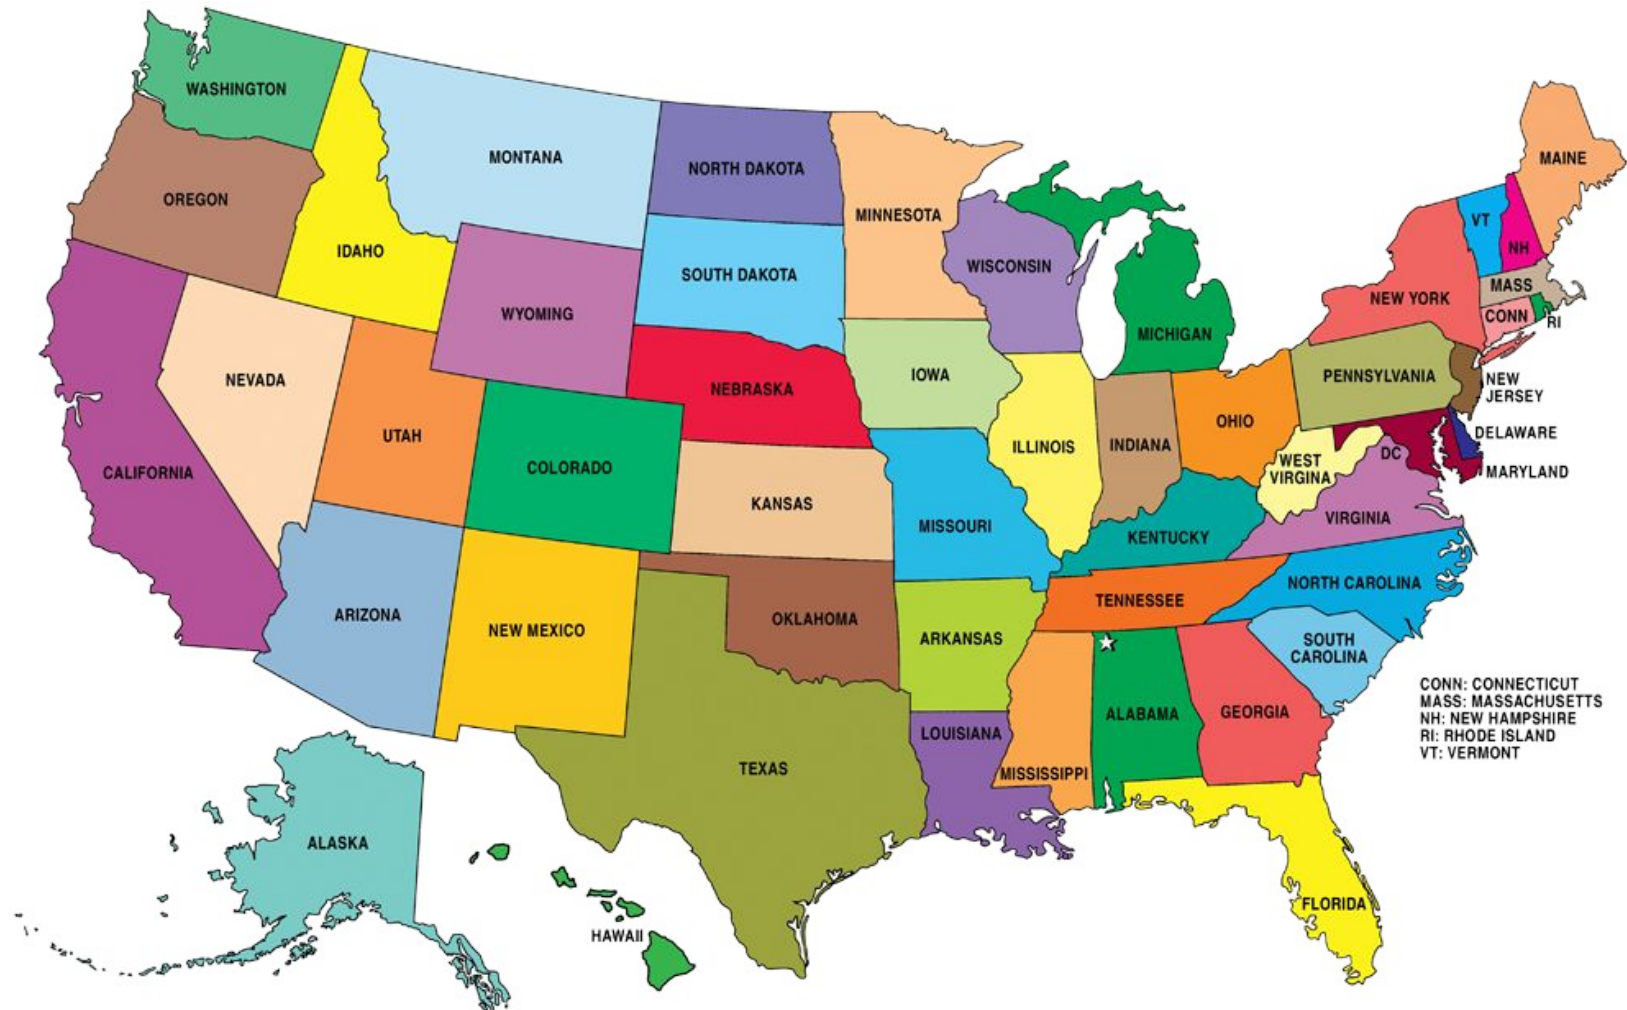 WASHINGTON
MONTANA
NORTH DAKOTA
MINNESOTA
MAINE
OREGON
IDAHO
VT
NH
WISCONSIN
SOUTH DAKOTA
WYOMING
MICHIGAN
NEW YORK
MASS
CONN
RI
NEVADA
UTAH
COLORADO
NEBRASKA
IOWA
ILLINOIS
INDIANA
OHIO
PENNSYLVANIA
NEW
JERSEY
DELAWARE
MARYLAND
DC
WEST
VIRGINA
VIRGINIA
CALIFORNIA
KANSAS
MISSOURI
KENTUCKY
ARIZONA
NEW MEXICO
OKLAHOMA
ARKANSAS
TENNESSEE
NORTH CAROLINA
SOUTH
CAROLINA
TEXAS
LOUISIANA
MISSISSIPPI
ALABAMA
GEORGIA
FLORIDA
ALASKA
HAWAII
CONN: CONNECTICUT
MASS: MASSACHUSETTS
NH: NEW HAMPSHIRE
RI: RHODE ISLAND
VT: VERMONT